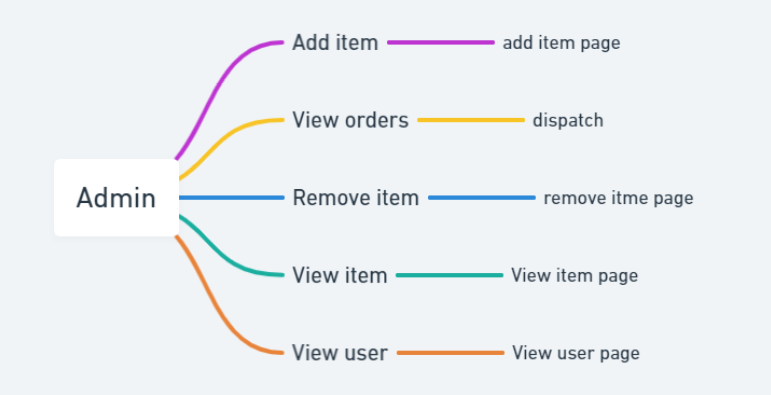 Admin
Add item
add item page
View orders
dispatch
Remove item
remove itme page
View item
View item page
View user
View user page